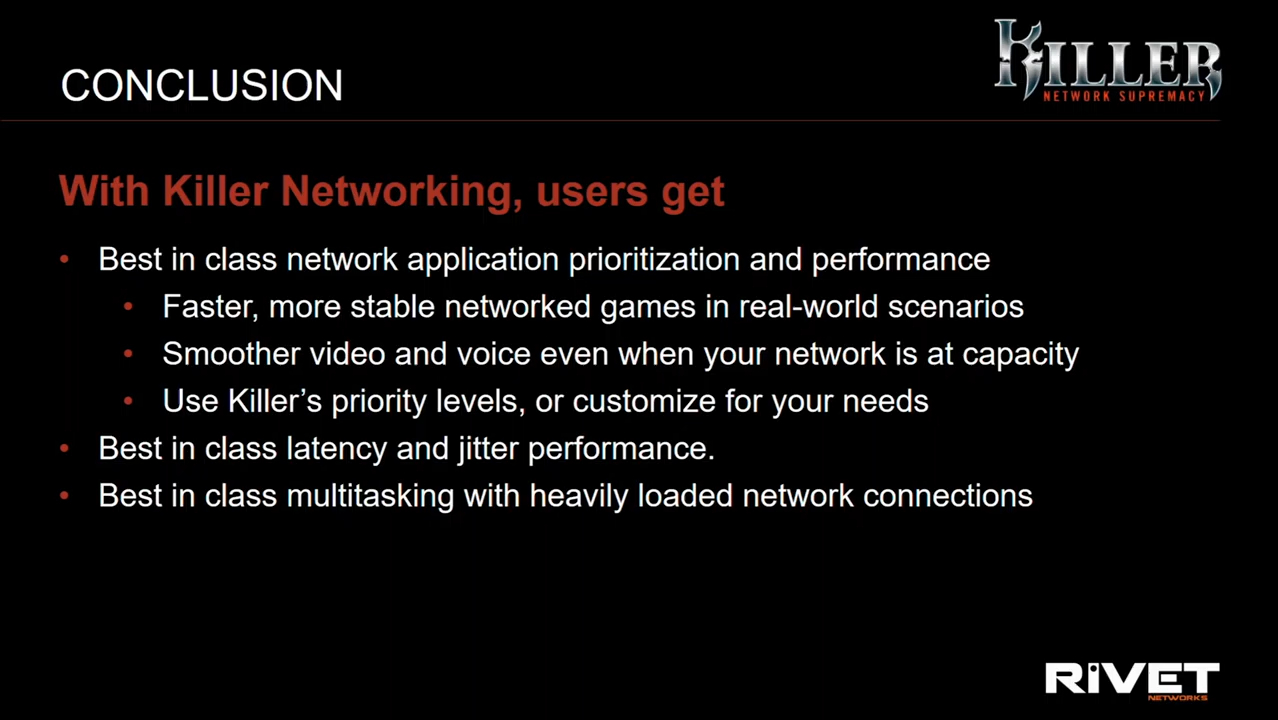 CONCLUSION
KILLER
NETWORK SUPREMACY
With Killer Networking, users get
• Best in class network application prioritization and performance
• Faster, more stable networked games in real-world scenarios
• Smoother video and voice even when your network is at capacity
• Use Killer’s priority levels, or customize for your needs
• Best in class latency and jitter performance.
• Best in class multitasking with heavily loaded network connections
RiVET
NETWORKS